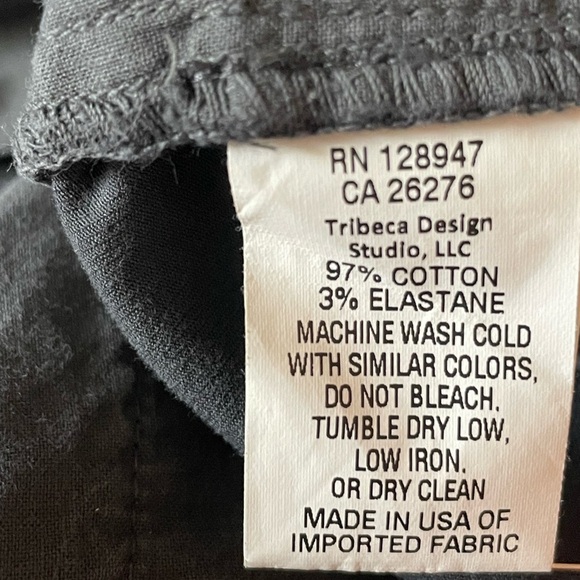 RN 128947
CA 26276
Tribeca Design
Studio, LLC
97% COTTON
3% ELASTANE
MACHINE WASH COLD
WITH SIMILAR COLORS,
DO NOT BLEACH.
TUMBLE DRY LOW,
LOW IRON.
OR DRY CLEAN
MADE IN USA OF
IMPORTED FABRIC